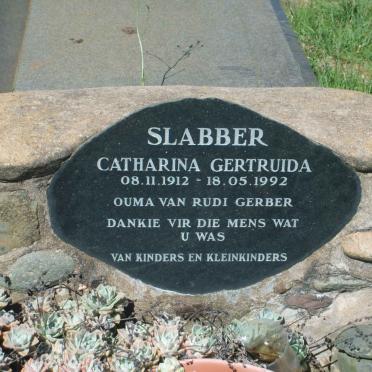 SLABBER
CATHARINA GERTRUIDA
08.11.1912 - 18.05.1992
OUMA VAN RUDI GERBER
DANKIE VIR DIE MENS WAT
U WAS
VAN KINDERS EN KLEINKINDERS